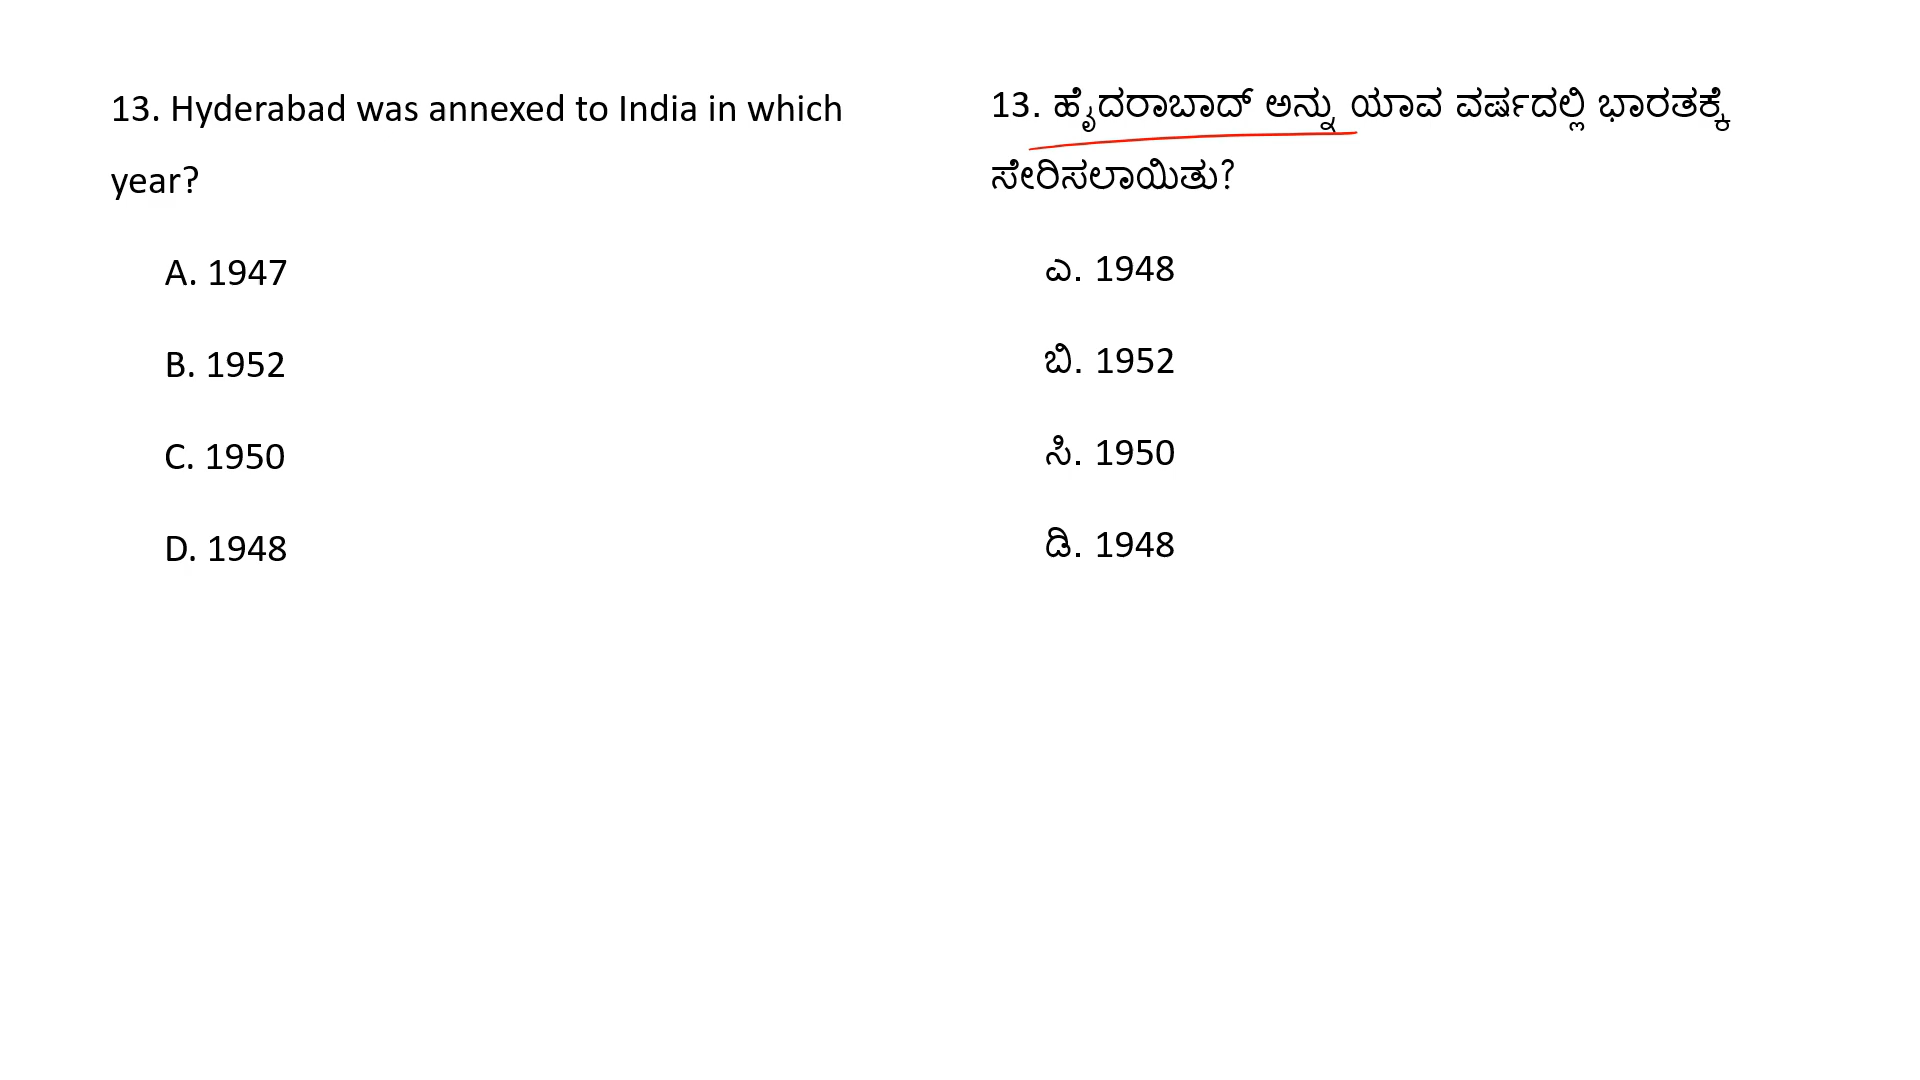 13. Hyderabad was annexed to India in which
year?
A. 1947
B. 1952
C. 1950
D. 1948
13. ಹೈದರಾಬಾದ್ ಅನ್ನು ಯಾವ ವರ್ಷದಲ್ಲಿ ಭಾರತಕ್ಕೆ
ಸೇರಿಸಲಾಯಿತು?
ಎ. 1948
ಬಿ. 1952
ಸಿ. 1950
ಡಿ. 1948